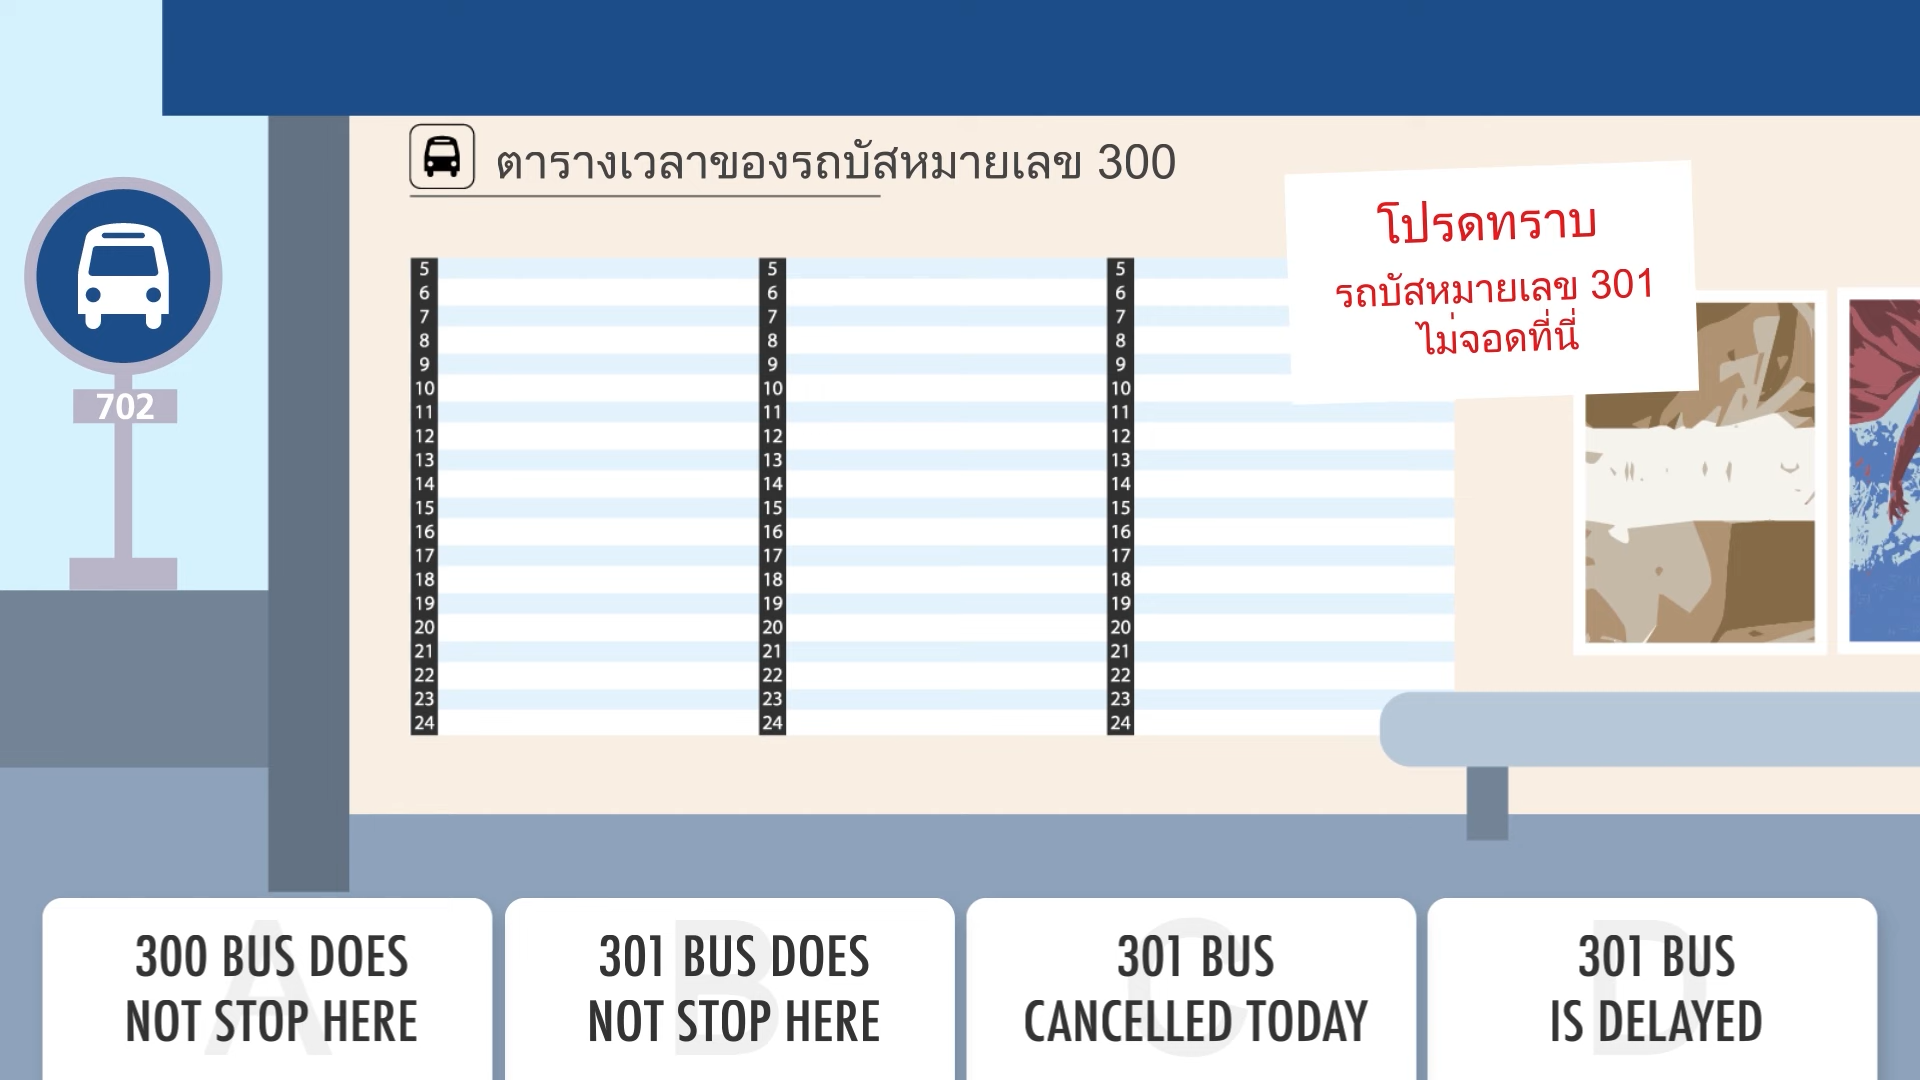 ตารางเวลาของรถบัสหมายเลข 300
โปรดทราบ
รถบัสหมายเลข 301
ไม่จอดที่นี่
702
5 5 5
6 6 6
7 7 7
8 8 8
9 9 9
10 10 10
11 11 11
12 12 12
13 13 13
14 14 14
15 15 15
16 16 16
17 17 17
18 18 18
19 19 19
20 20 20
21 21 21
22 22 22
23 23 23
24 24 24
A
300 BUS DOES
NOT STOP HERE
B
301 BUS DOES
NOT STOP HERE
C
301 BUS
CANCELLED TODAY
D
301 BUS
IS DELAYED